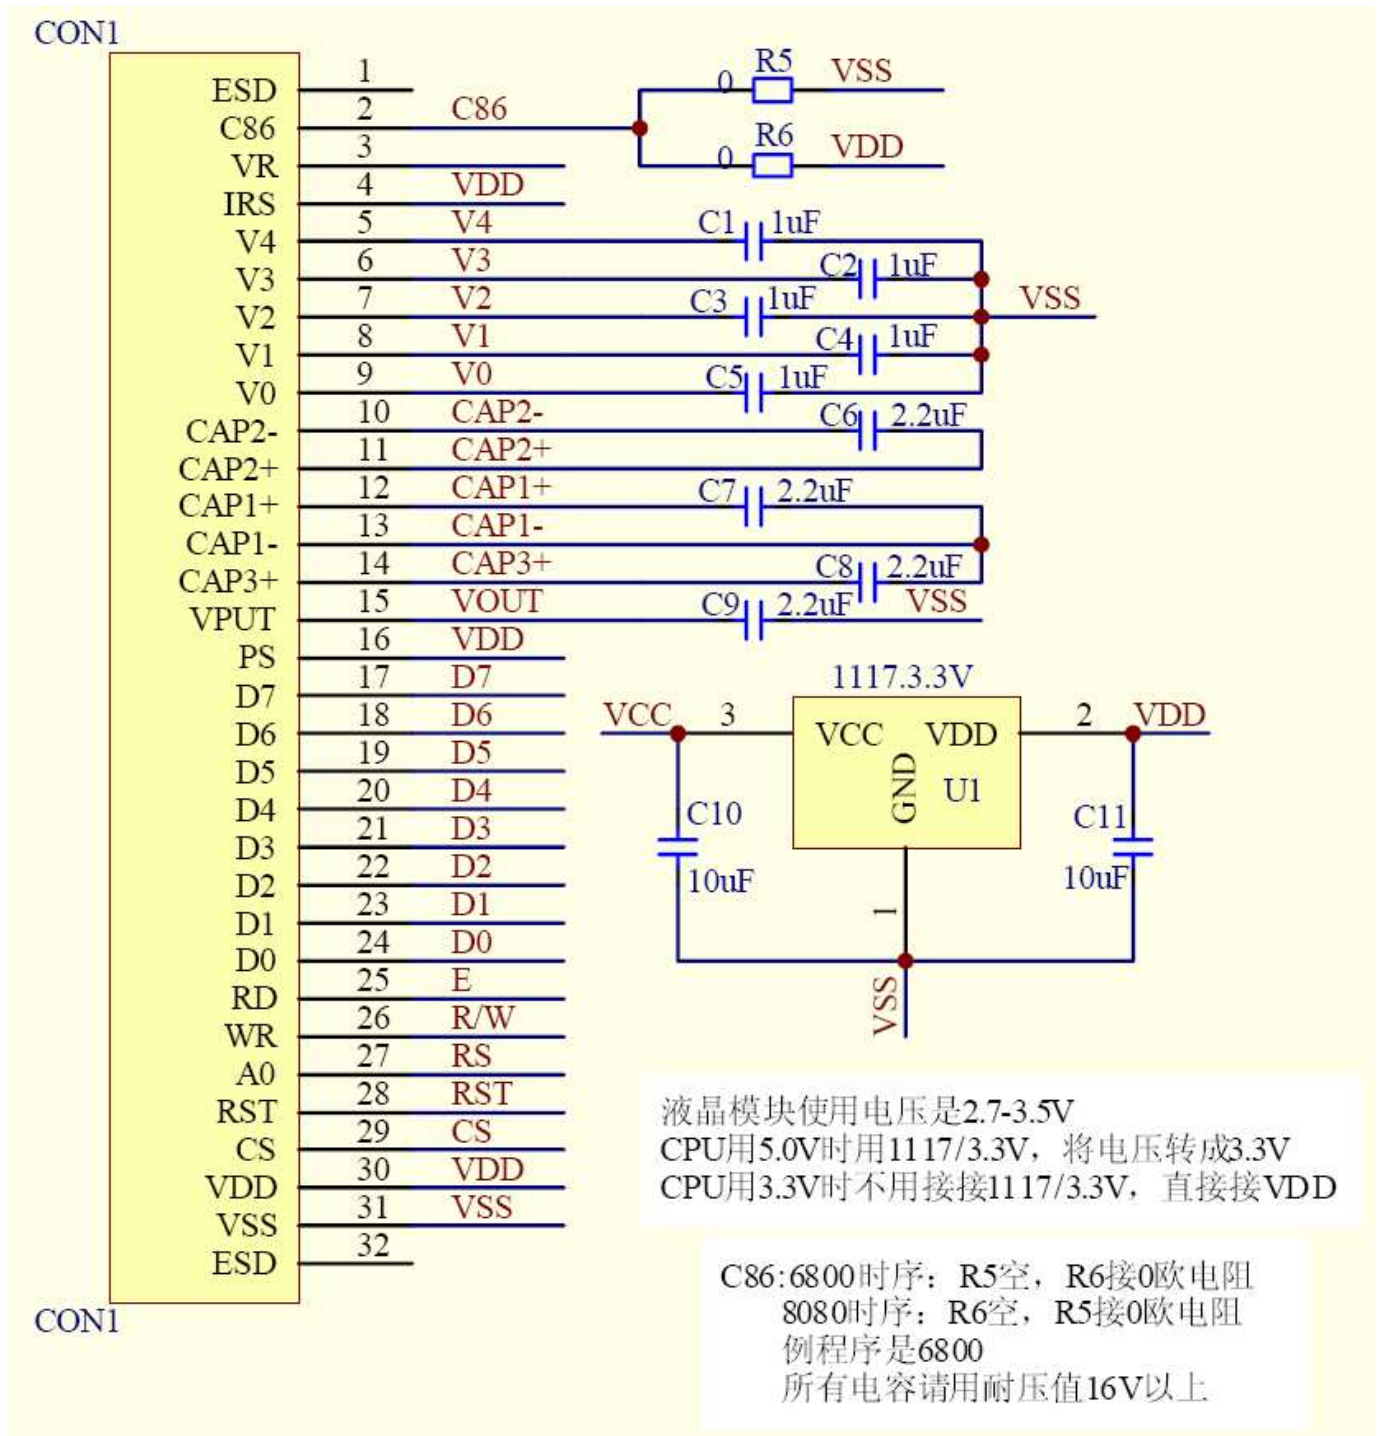 CON1
ESD 1
C86 2 C86
0 R5 VSS
0 R6 VDD
VR 3
IRS 4 VDD
V4 5 V4 C1 1uF
V3 6 V3 C2 1uF
V2 7 V2 C3 1uF VSS
V1 8 V1 C4 1uF
V0 9 V0 C5 1uF
CAP2- 10 CAP2- C6 2.2uF
CAP2+ 11 CAP2+
CAP1+ 12 CAP1+ C7 2.2uF
CAP1- 13 CAP1-
CAP3+ 14 CAP3+ C8 2.2uF
VPUT 15 VOUT C9 2.2uF VSS
PS 16 VDD
D7 17 D7
D6 18 D6
D5 19 D5
D4 20 D4
D3 21 D3
D2 22 D2
D1 23 D1
D0 24 D0
RD 25 E
WR 26 R/W
A0 27 RS
RST 28 RST
CS 29 CS
VDD 30 VDD
VSS 31 VSS
ESD 32
CON1
1117.3.3V
VCC 3 VCC VDD 2 VDD
GND U1
C10 10uF
C11 10uF
1
VSS
液晶模块使用电压是2.7-3.5V
CPU用5.0V时用1117/3.3V，将电压转成3.3V
CPU用3.3V时不用接接1117/3.3V，直接接VDD
C86:6800时序：R5空，R6接0欧电阻
8080时序：R6空，R5接0欧电阻
例程序是6800
所有电容请用耐压值16V以上